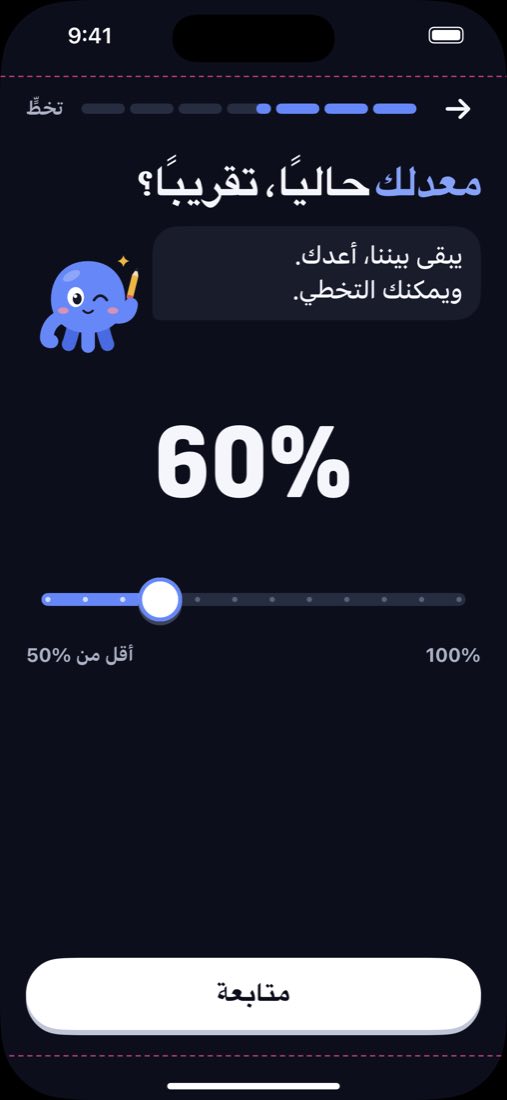 9:41
تخطٍّ
معدلك حاليًا، تقريبًا؟
يبقى بيننا، أعدك.
ويمكنك التخطي.
60%
أقل من 50%
100%
متابعة